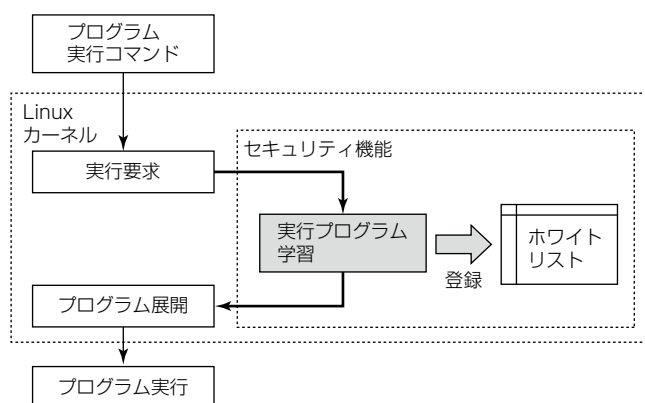 プログラム
実行コマンド
Linux
カーネル
実行要求
セキュリティ機能
実行プログラム
学習
登録
ホワイト
リスト
プログラム展開
プログラム実行